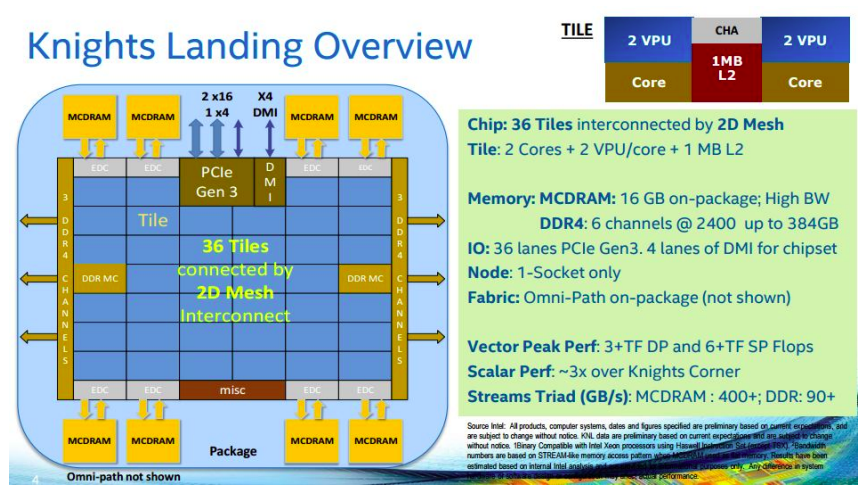 Knights Landing Overview
TILE
2 VPU
CHA
2 VPU
1MB
L2
Core
Core
2 x16
X4
1 x4
DMI
MCDRAM
MCDRAM
MCDRAM
MCDRAM
EDC
EDC
PCIe
Gen 3
D
M
I
EDC
EDC
3
D
D
R
4
C
H
A
N
N
E
L
S
Tile
36 Tiles
connected by
2D Mesh
Interconnect
DDR MC
DDR MC
3
D
D
R
4
C
H
A
N
N
E
L
S
EDC
EDC
misc
EDC
EDC
MCDRAM
MCDRAM
Package
MCDRAM
MCDRAM
4
Omni-path not shown
Chip: 36 Tiles interconnected by 2D Mesh
Tile: 2 Cores + 2 VPU/core + 1 MB L2
Memory: MCDRAM: 16 GB on-package; High BW
DDR4: 6 channels @ 2400 up to 384GB
IO: 36 lanes PCIe Gen3. 4 lanes of DMI for chipset
Node: 1-Socket only
Fabric: Omni-Path on-package (not shown)
Vector Peak Perf: 3+TF DP and 6+TF SP Flops
Scalar Perf: ~3x over Knights Corner
Streams Triad (GB/s): MCDRAM : 400+; DDR: 90+
Source Intel: All products, computer systems, dates and figures specified are preliminary based on current expectations, and
are subject to change without notice. KNL data are preliminary based on current expectations and are subject to change
without notice. 1Binary Compatible with Intel Xeon processors using Haswell Instruction Set (except TSX). 2Bandwidth
numbers are based on STREAM-like memory access pattern when MCDRAM used as flat memory. Results have been
estimated based on internal Intel analysis and are provided for informational purposes only. Any difference in system
hardware or software design or configuration may affect actual performance.